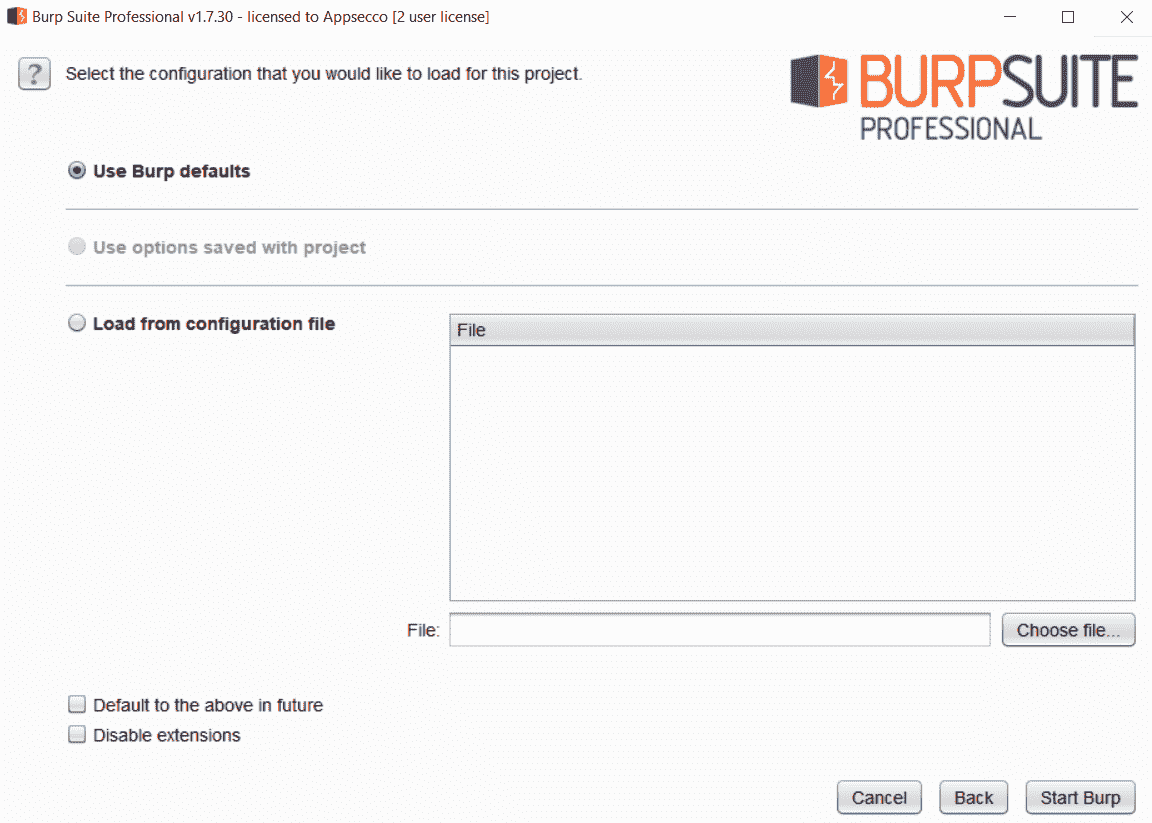 Burp Suite Professional v1.7.30 - licensed to Appsecco [2 user license]
? Select the configuration that you would like to load for this project.
BURPSUITE
PROFESSIONAL
Use Burp defaults
Use options saved with project
Load from configuration file
File
File:
Choose file...
Default to the above in future
Disable extensions
Cancel Back Start Burp